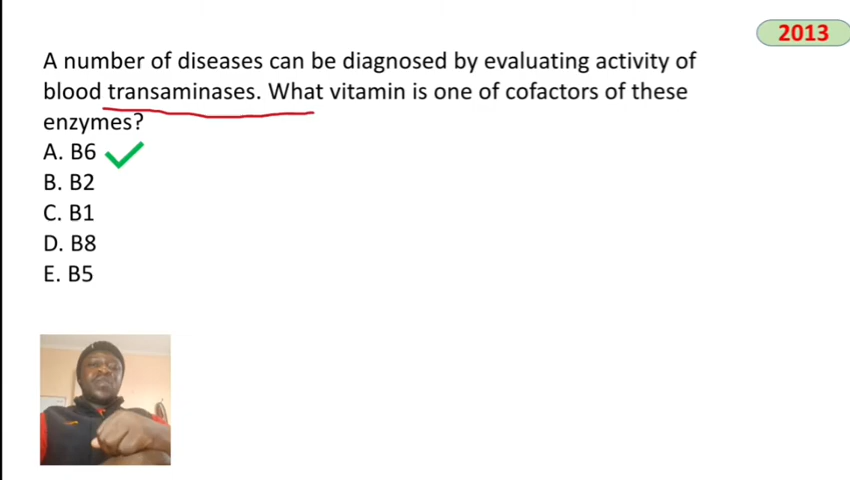 2013
A number of diseases can be diagnosed by evaluating activity of
blood transaminases. What vitamin is one of cofactors of these
enzymes?
A. B6
B. B2
C. B1
D. B8
E. B5